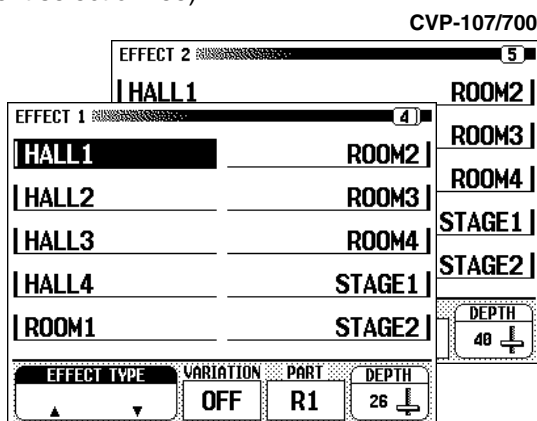 CVP-107/700
EFFECT 2 5
HALL1 ROOM2
ROOM3
ROOM4
STAGE1
STAGE2
DEPTH
40
EFFECT 1 4
HALL1 ROOM2
HALL2 ROOM3
HALL3 ROOM4
HALL4 STAGE1
ROOM1 STAGE2
EFFECT TYPE VARIATION PART DEPTH
▲ ▼ OFF R1 26